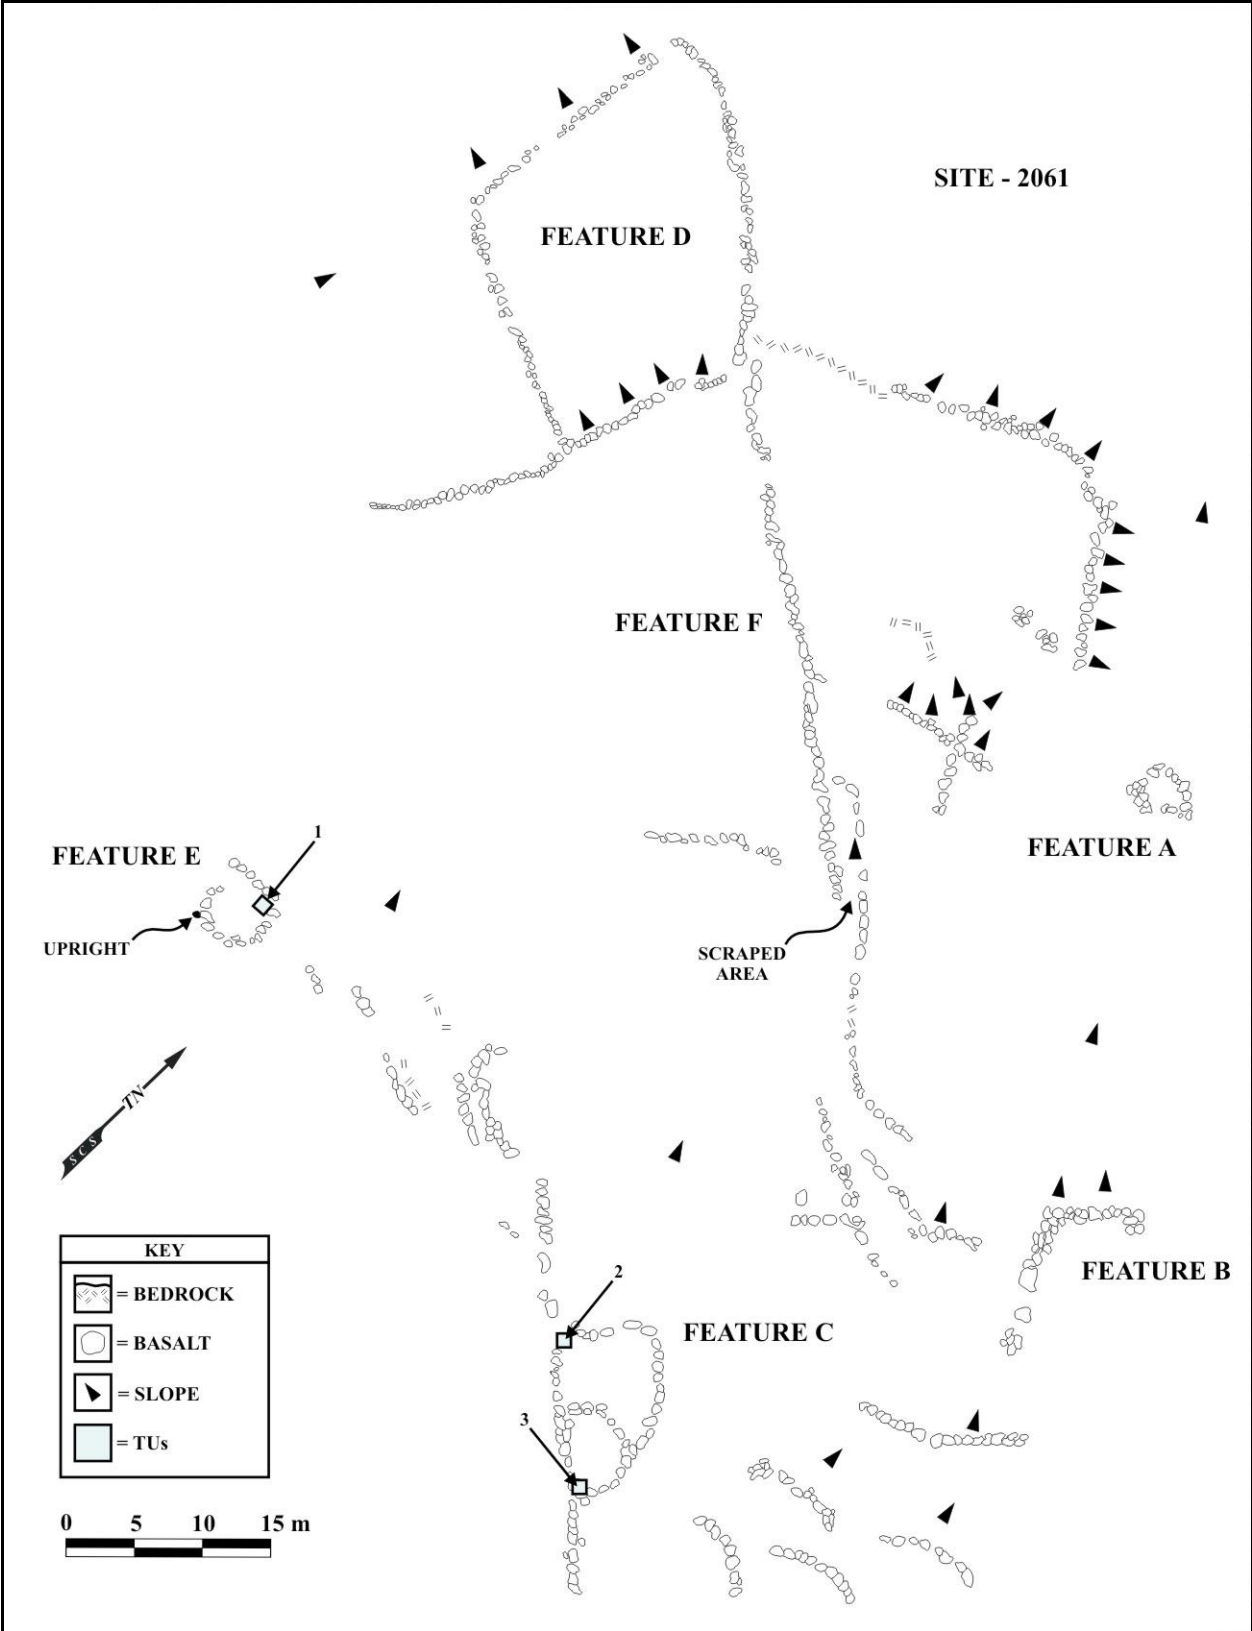 SITE - 2061
FEATURE D
FEATURE F
FEATURE A
1
FEATURE E
UPRIGHT
SCRAPED
AREA
TN
SCS
2
FEATURE B
FEATURE C
3
KEY
= BEDROCK
= BASALT
= SLOPE
= TUs
0 5 10 15 m